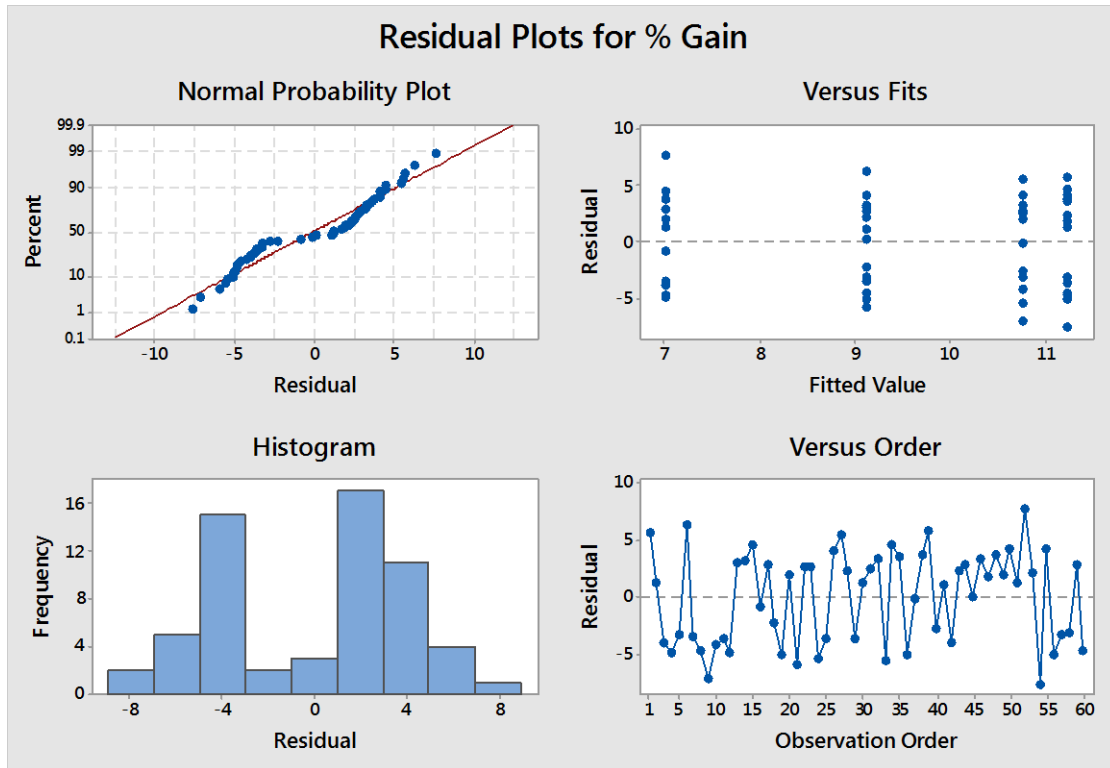 Residual Plots for % Gain
Normal Probability Plot
Percent
99.9
99
90
50
10
1
0.1
-10 -5 0 5 10
Residual
Versus Fits
Residual
10
5
0
-5
7 8 9 10 11
Fitted Value
Histogram
Frequency
16
12
8
4
0
-8 -4 0 4 8
Residual
Versus Order
Residual
10
5
0
-5
1 5 10 15 20 25 30 35 40 45 50 55 60
Observation Order